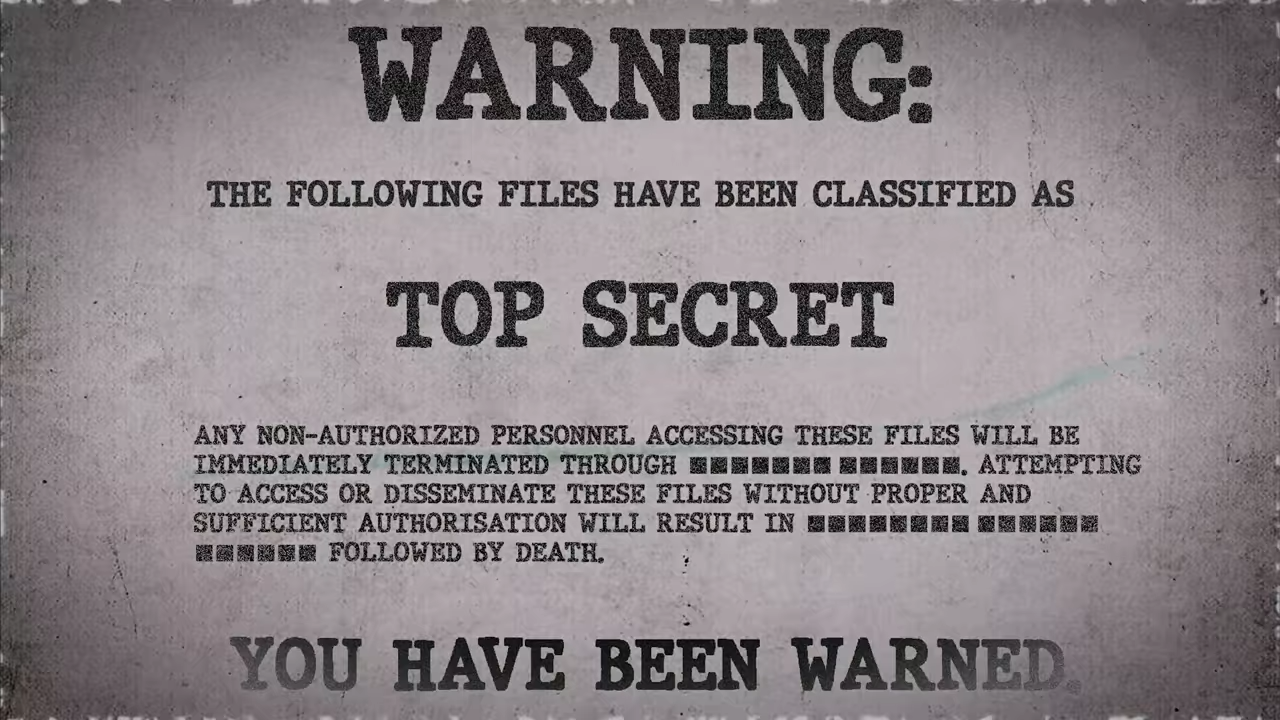 WARNING:
THE FOLLOWING FILES HAVE BEEN CLASSIFIED AS
TOP SECRET
ANY NON-AUTHORIZED PERSONNEL ACCESSING THESE FILES WILL BE
IMMEDIATELY TERMINATED THROUGH ■■■■■■■ ■■■■■■. ATTEMPTING
TO ACCESS OR DISSEMINATE THESE FILES WITHOUT PROPER AND
SUFFICIENT AUTHORISATION WILL RESULT IN ■■■■■■■■ ■■■■■■
■■■■■■ FOLLOWED BY DEATH.
YOU HAVE BEEN WARNED.